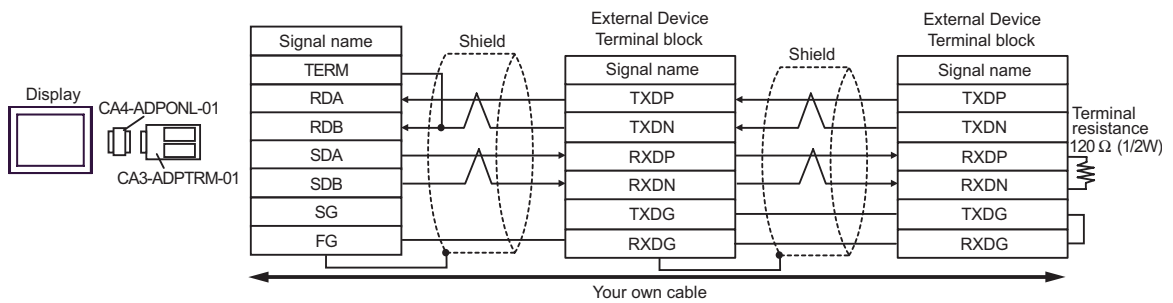 Display
CA4-ADPONL-01
CA3-ADPTRM-01
Signal name
TERM
RDA
RDB
SDA
SDB
SG
FG
Shield
External Device
Terminal block
Signal name
TXDP
TXDN
RXDP
RXDN
TXDG
RXDG
Shield
External Device
Terminal block
Signal name
TXDP
TXDN
RXDP
RXDN
TXDG
RXDG
Terminal
resistance
120 Ω (1/2W)
Your own cable